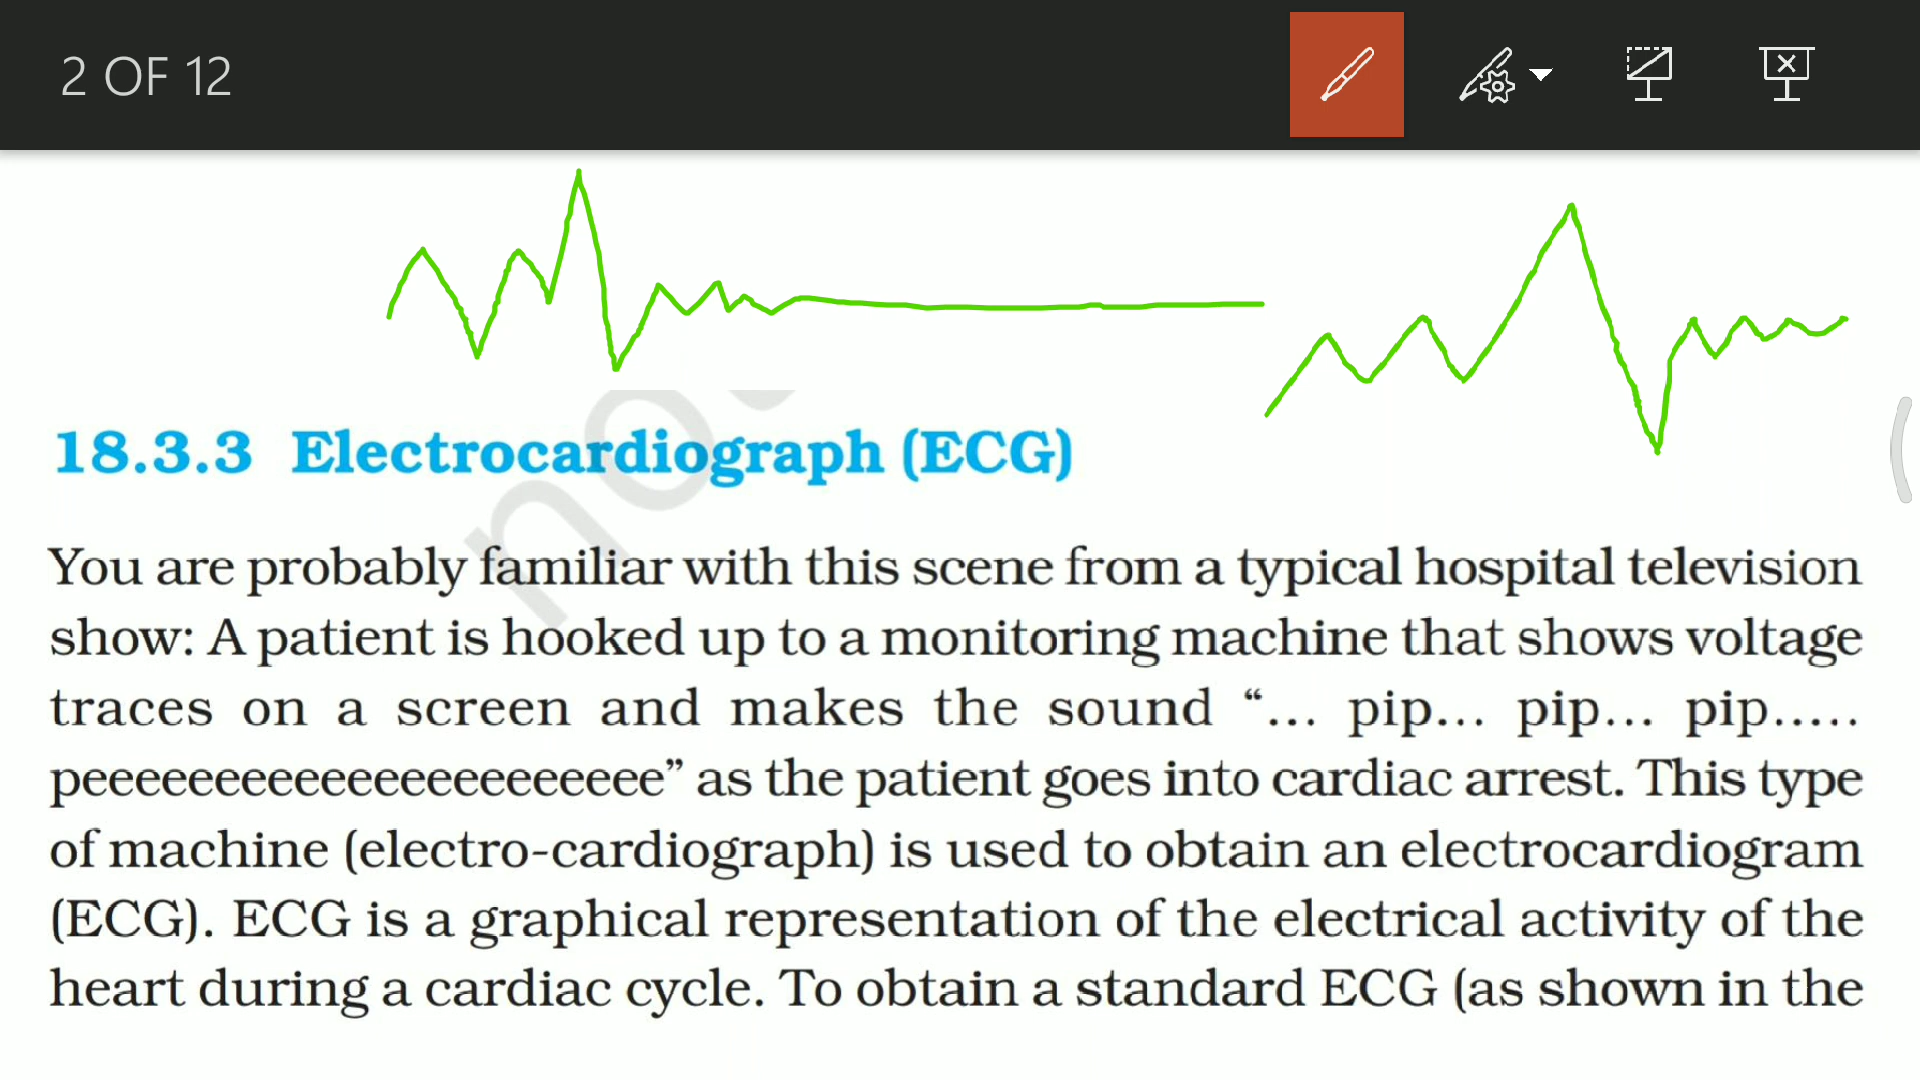 2 OF 12
18.3.3 Electrocardiograph (ECG)
You are probably familiar with this scene from a typical hospital television
show: A patient is hooked up to a monitoring machine that shows voltage
traces on a screen and makes the sound “... pip... pip... pip.....
peeeeeeeeeeeeeeeeeeeeeee” as the patient goes into cardiac arrest. This type
of machine (electro-cardiograph) is used to obtain an electrocardiogram
(ECG). ECG is a graphical representation of the electrical activity of the
heart during a cardiac cycle. To obtain a standard ECG (as shown in the